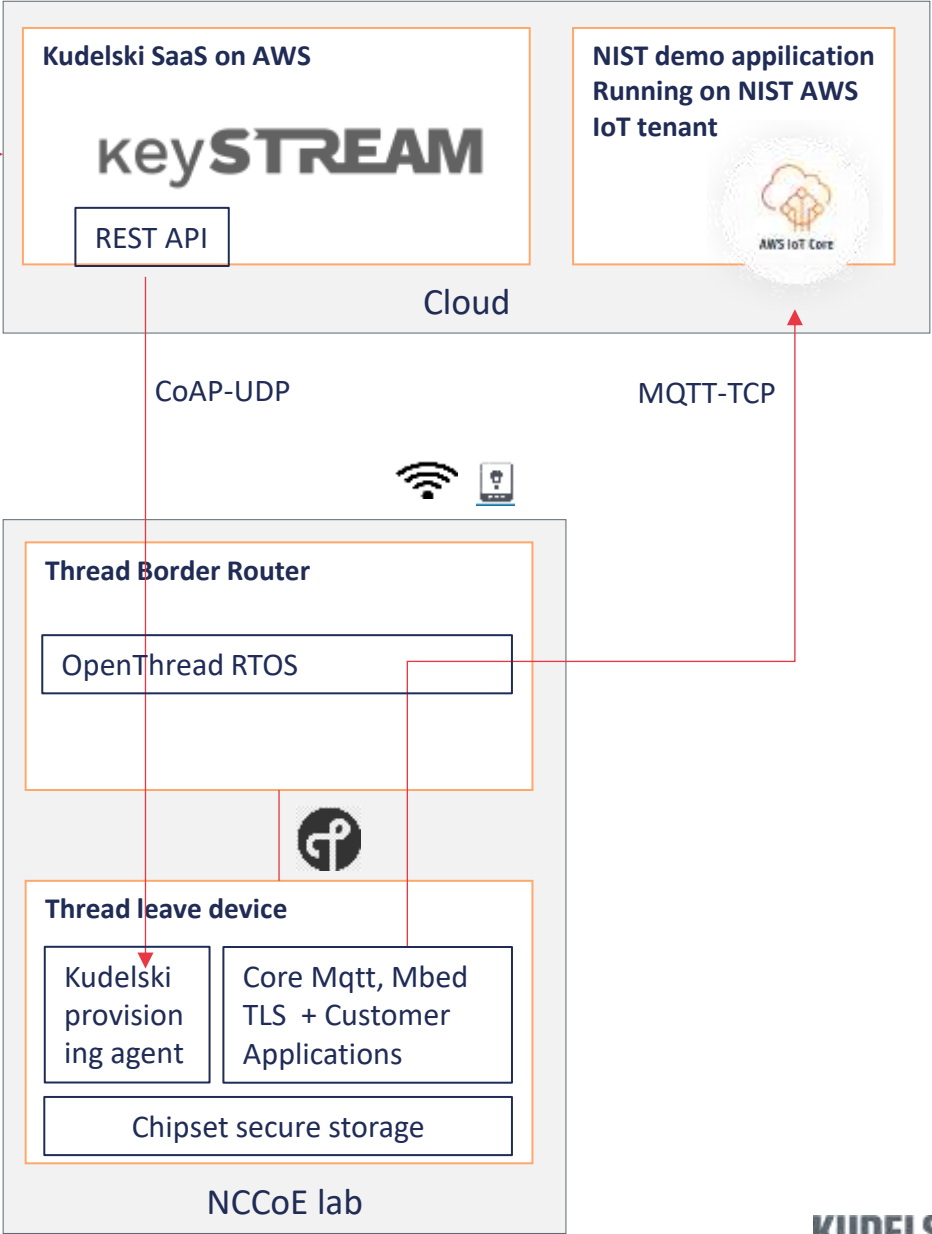 Kudelski SaaS on AWS
keySTREAM
REST API
NIST demo appilication
Running on NIST AWS
IoT tenant
AWS IoT Core
Cloud
CoAP-UDP
MQTT-TCP
Thread Border Router
OpenThread RTOS
Thread leave device
Kudelski
provision
ing agent
Core Mqtt, Mbed
TLS + Customer
Applications
Chipset secure storage
NCCoE lab